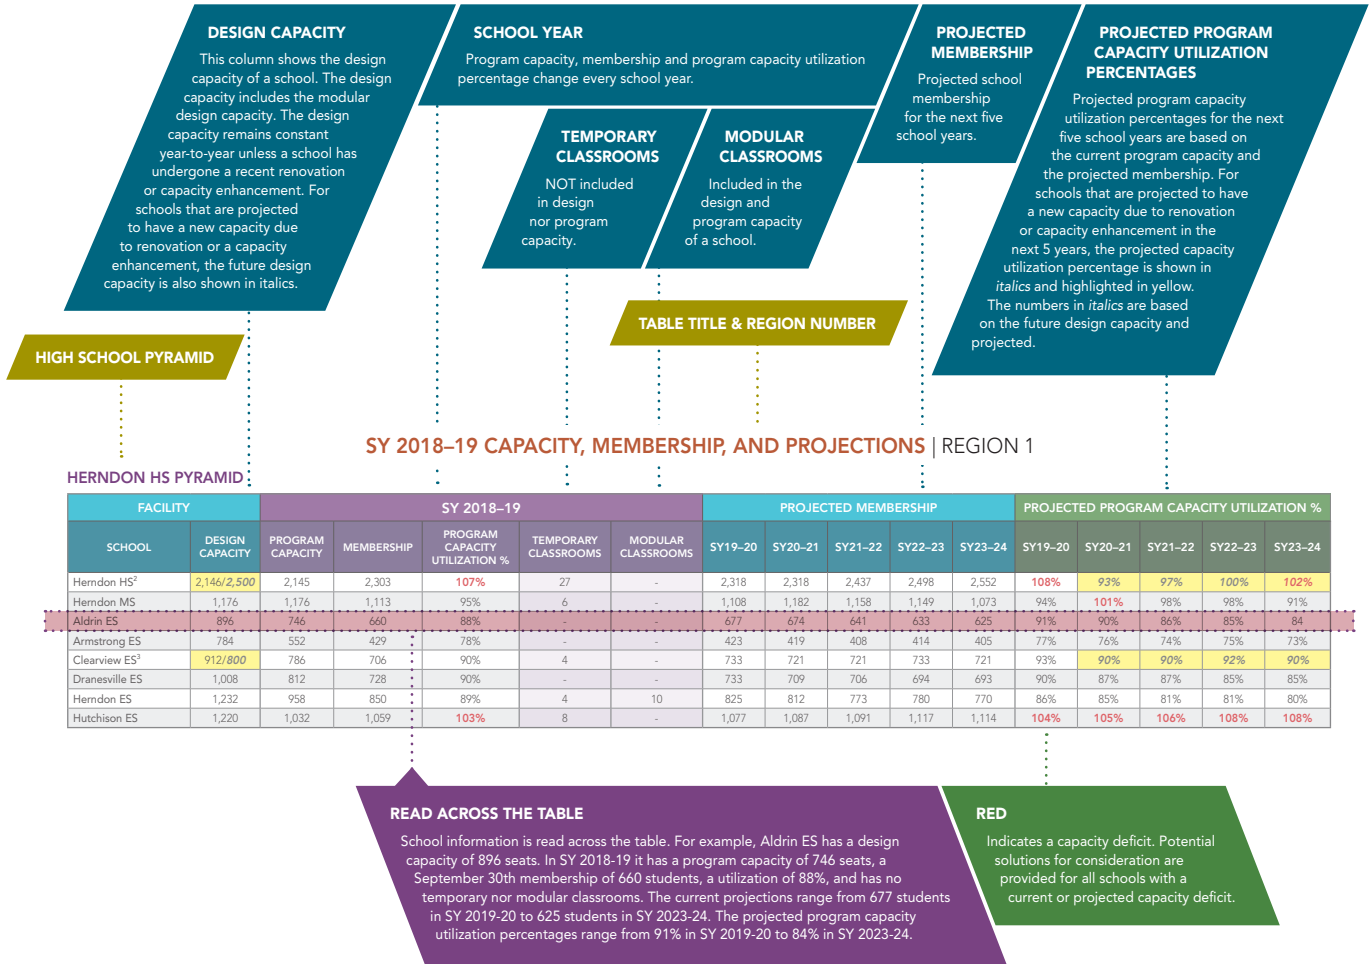 DESIGN CAPACITY
This column shows the design
capacity of a school. The design
capacity includes the modular
design capacity. The design
capacity remains constant
year-to-year unless a school has
undergone a recent renovation
or capacity enhancement. For
schools that are projected
to have a new capacity due
to renovation or a capacity
enhancement, the future design
capacity is also shown in italics.
SCHOOL YEAR
Program capacity, membership and program capacity utilization
percentage change every school year.
TEMPORARY
CLASSROOMS
NOT included
in design
nor program
capacity.
MODULAR
CLASSROOMS
Included in the
design and
program capacity
of a school.
PROJECTED
MEMBERSHIP
Projected school
membership
for the next five
school years.
PROJECTED PROGRAM
CAPACITY UTILIZATION
PERCENTAGES
Projected program capacity
utilization percentages for the next
five school years are based on
the current program capacity and
the projected membership. For
schools that are projected to have
a new capacity due to renovation
or capacity enhancement in the
next 5 years, the projected capacity
utilization percentage is shown in
italics and highlighted in yellow.
The numbers in italics are based
on the future design capacity and
projected.
HIGH SCHOOL PYRAMID
TABLE TITLE & REGION NUMBER
SY 2018–19 CAPACITY, MEMBERSHIP, AND PROJECTIONS | REGION 1
HERNDON HS PYRAMID
FACILITY SY 2018–19 PROJECTED MEMBERSHIP PROJECTED PROGRAM CAPACITY UTILIZATION %
SCHOOL DESIGN CAPACITY PROGRAM CAPACITY MEMBERSHIP PROGRAM CAPACITY UTILIZATION % TEMPORARY CLASSROOMS MODULAR CLASSROOMS SY19–20 SY20–21 SY21–22 SY22–23 SY23–24 SY19–20 SY20–21 SY21–22 SY22–23 SY23–24
Herndon HS² 2,146/2,500 2,145 2,303 107% 27 - 2,318 2,318 2,437 2,498 2,552 108% 93% 97% 100% 102%
Herndon MS 1,176 1,176 1,113 95% 6 - 1,108 1,182 1,158 1,149 1,073 94% 101% 98% 98% 91%
Aldrin ES 896 746 660 88% - - 677 674 641 633 625 91% 90% 86% 85% 84
Armstrong ES 784 552 429 78% - - 423 419 408 414 405 77% 76% 74% 75% 73%
Clearview ES³ 912/800 786 706 90% 4 - 733 721 721 733 721 93% 90% 90% 92% 90%
Dranesville ES 1,008 812 728 90% - - 733 709 706 694 693 90% 87% 87% 85% 85%
Herndon ES 1,232 958 850 89% 4 10 825 812 773 780 770 86% 85% 81% 81% 80%
Hutchison ES 1,220 1,032 1,059 103% 8 - 1,077 1,087 1,091 1,117 1,114 104% 105% 106% 108% 108%
READ ACROSS THE TABLE
School information is read across the table. For example, Aldrin ES has a design
capacity of 896 seats. In SY 2018-19 it has a program capacity of 746 seats, a
September 30th membership of 660 students, a utilization of 88%, and has no
temporary nor modular classrooms. The current projections range from 677 students
in SY 2019-20 to 625 students in SY 2023-24. The projected program capacity
utilization percentages range from 91% in SY 2019-20 to 84% in SY 2023-24.
RED
Indicates a capacity deficit. Potential
solutions for consideration are
provided for all schools with a
current or projected capacity deficit.